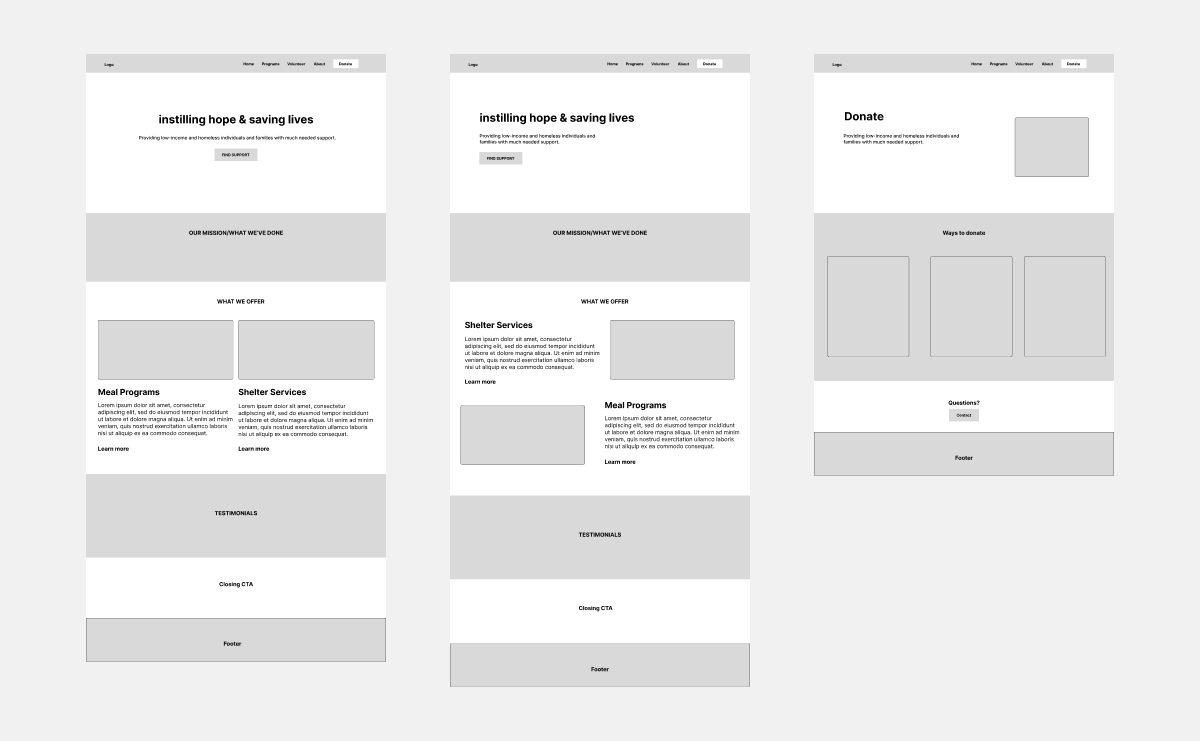 Logo
Home Programs Volunteer About Donate
instilling hope & saving lives
Providing low-income and homeless individuals and families with much needed support.
FIND SUPPORT
OUR MISSION/WHAT WE'VE DONE
WHAT WE OFFER
Meal Programs
Lorem ipsum dolor sit amet, consectetur
adipiscing elit, sed do eiusmod tempor incididunt
ut labore et dolore magna aliqua. Ut enim ad minim
veniam, quis nostrud exercitation ullamco laboris
nisi ut aliquip ex ea commodo consequat.
Learn more
Shelter Services
Lorem ipsum dolor sit amet, consectetur
adipiscing elit, sed do eiusmod tempor incididunt
ut labore et dolore magna aliqua. Ut enim ad minim
veniam, quis nostrud exercitation ullamco laboris
nisi ut aliquip ex ea commodo consequat.
Learn more
TESTIMONIALS
Closing CTA
Footer
Logo
Home Programs Volunteer About Donate
instilling hope & saving lives
Providing low-income and homeless individuals and
families with much needed support.
FIND SUPPORT
OUR MISSION/WHAT WE'VE DONE
WHAT WE OFFER
Shelter Services
Lorem ipsum dolor sit amet, consectetur
adipiscing elit, sed do eiusmod tempor incididunt
ut labore et dolore magna aliqua. Ut enim ad minim
veniam, quis nostrud exercitation ullamco laboris
nisi ut aliquip ex ea commodo consequat.
Learn more
Meal Programs
Lorem ipsum dolor sit amet, consectetur
adipiscing elit, sed do eiusmod tempor incididunt
ut labore et dolore magna aliqua. Ut enim ad minim
veniam, quis nostrud exercitation ullamco laboris
nisi ut aliquip ex ea commodo consequat.
Learn more
TESTIMONIALS
Closing CTA
Footer
Logo
Home Programs Volunteer About Donate
Donate
Providing low-income and homeless individuals and
families with much needed support.
Ways to donate
Questions?
Contact
Footer